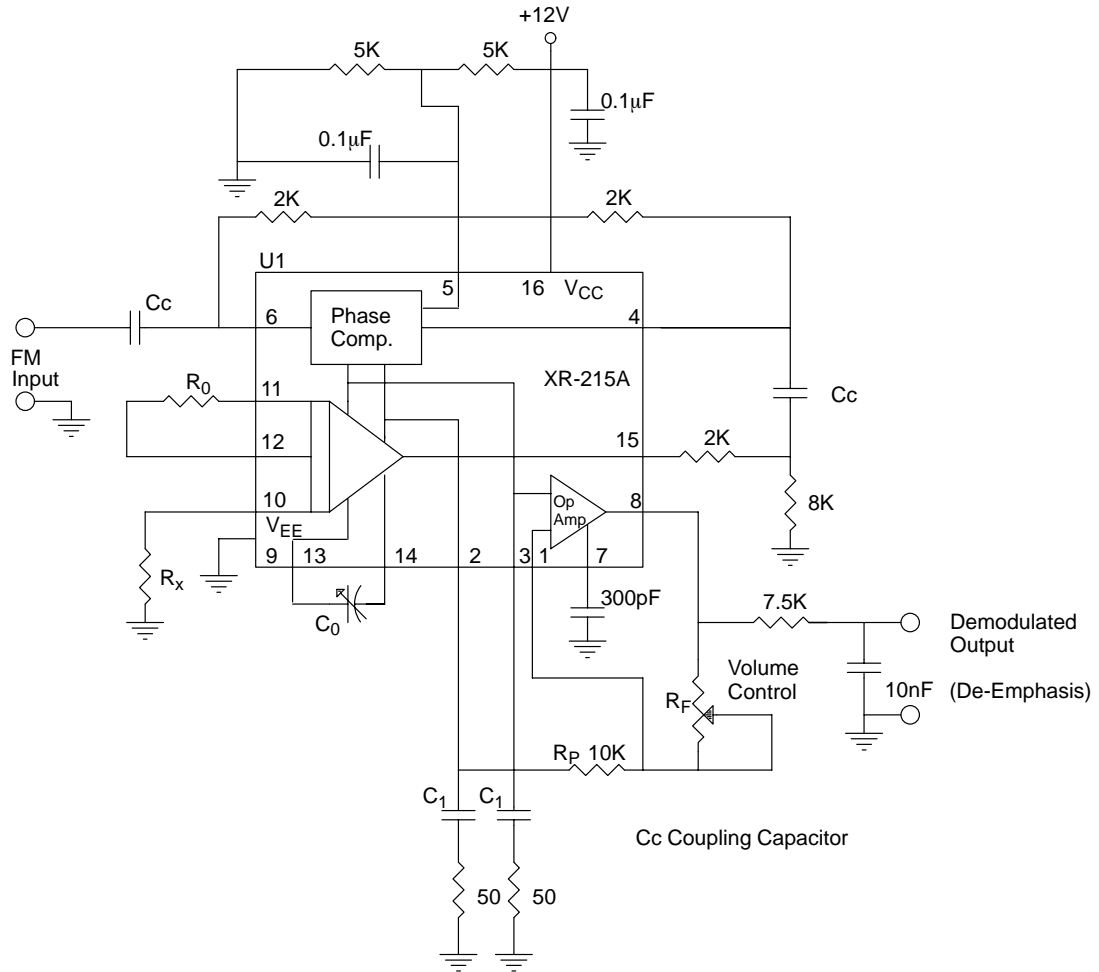 +12V
5K
5K
0.1μF
0.1μF
2K
2K
U1
5
16
VCC
Cc
6
Phase
Comp.
4
FM
Input
XR-215A
Cc
R0
11
12
15
2K
10
VEE
Op
Amp
8
8K
9
13
14
2
3
1
7
Rx
C0
300pF
7.5K
Demodulated
Output
Volume
Control
10nF
(De-Emphasis)
RF
RP
10K
C1
C1
Cc Coupling Capacitor
50
50